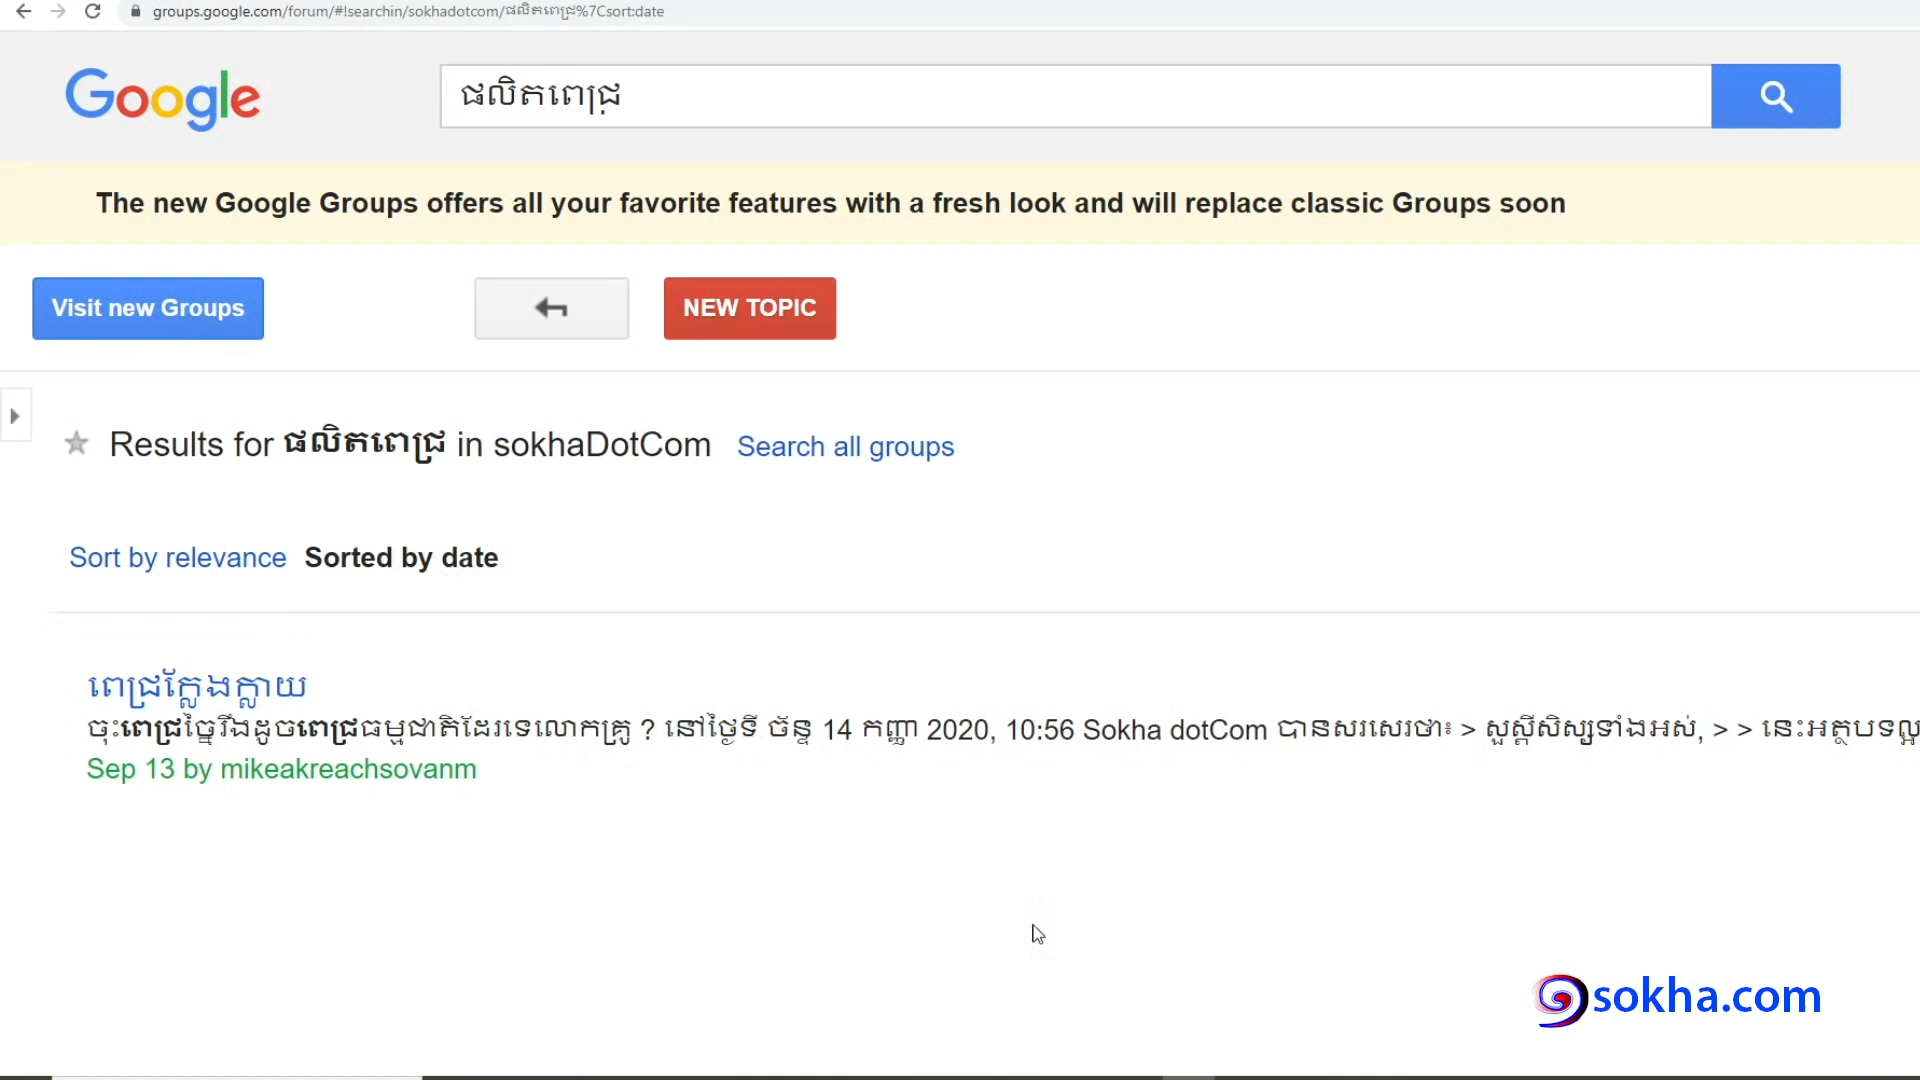 groups.google.com/forum/#!searchin/sokhadotcom/ផលិតពេជ្រ%7Csort:date
Google
ផលិតពេជ្រ
The new Google Groups offers all your favorite features with a fresh look and will replace classic Groups soon
Visit new Groups
NEW TOPIC
Results for ផលិតពេជ្រ in sokhaDotCom Search all groups
Sort by relevance Sorted by date
ពេជ្រក្លែងក្លាយ
ចុះពេជ្រច្នៃរឹងដូចពេជ្រធម្មជាតិដែរទេលោកគ្រូ ? នៅថ្ងៃទី ច័ន្ទ 14 កញ្ញា 2020, 10:56 Sokha dotCom បានសរសេរថា៖ > សួស្តីសិស្សទាំងអស់, > > នេះអត្ថបទល្អ
Sep 13 by mikeakreachsovanm
sokha.com